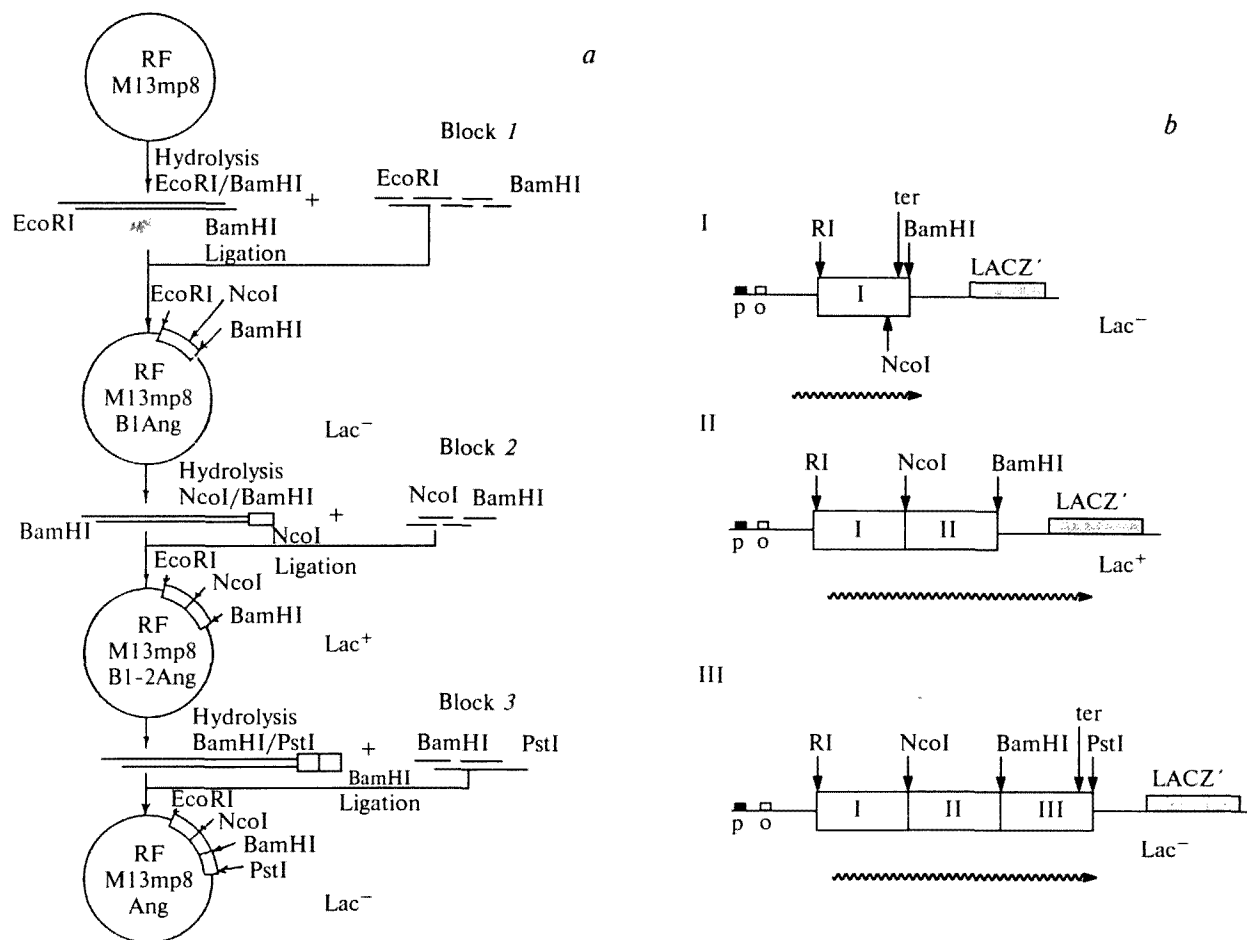 a
RF
M13mp8
Hydrolysis
EcoRI/BamHI
+
Block 1
EcoRI
BamHI
EcoRI
BamHI
Ligation
EcoRI
NcoI
BamHI
RF
M13mp8
B1Ang
Lac⁻
Hydrolysis
NcoI/BamHI
+
Block 2
NcoI
BamHI
BamHI
NcoI
Ligation
EcoRI
NcoI
BamHI
RF
M13mp8
B1-2Ang
Lac⁺
Hydrolysis
BamHI/PstI
+
Block 3
BamHI
PstI
BamHI
Ligation
EcoRI
NcoI
BamHI
PstI
RF
M13mp8
Ang
Lac⁻
b
I
RI
ter
BamHI
LACZ′
p
o
I
Lac⁻
NcoI
II
RI
NcoI
BamHI
LACZ′
p
o
I
II
Lac⁺
III
RI
NcoI
BamHI
ter
PstI
LACZ′
p
o
I
II
III
Lac⁻